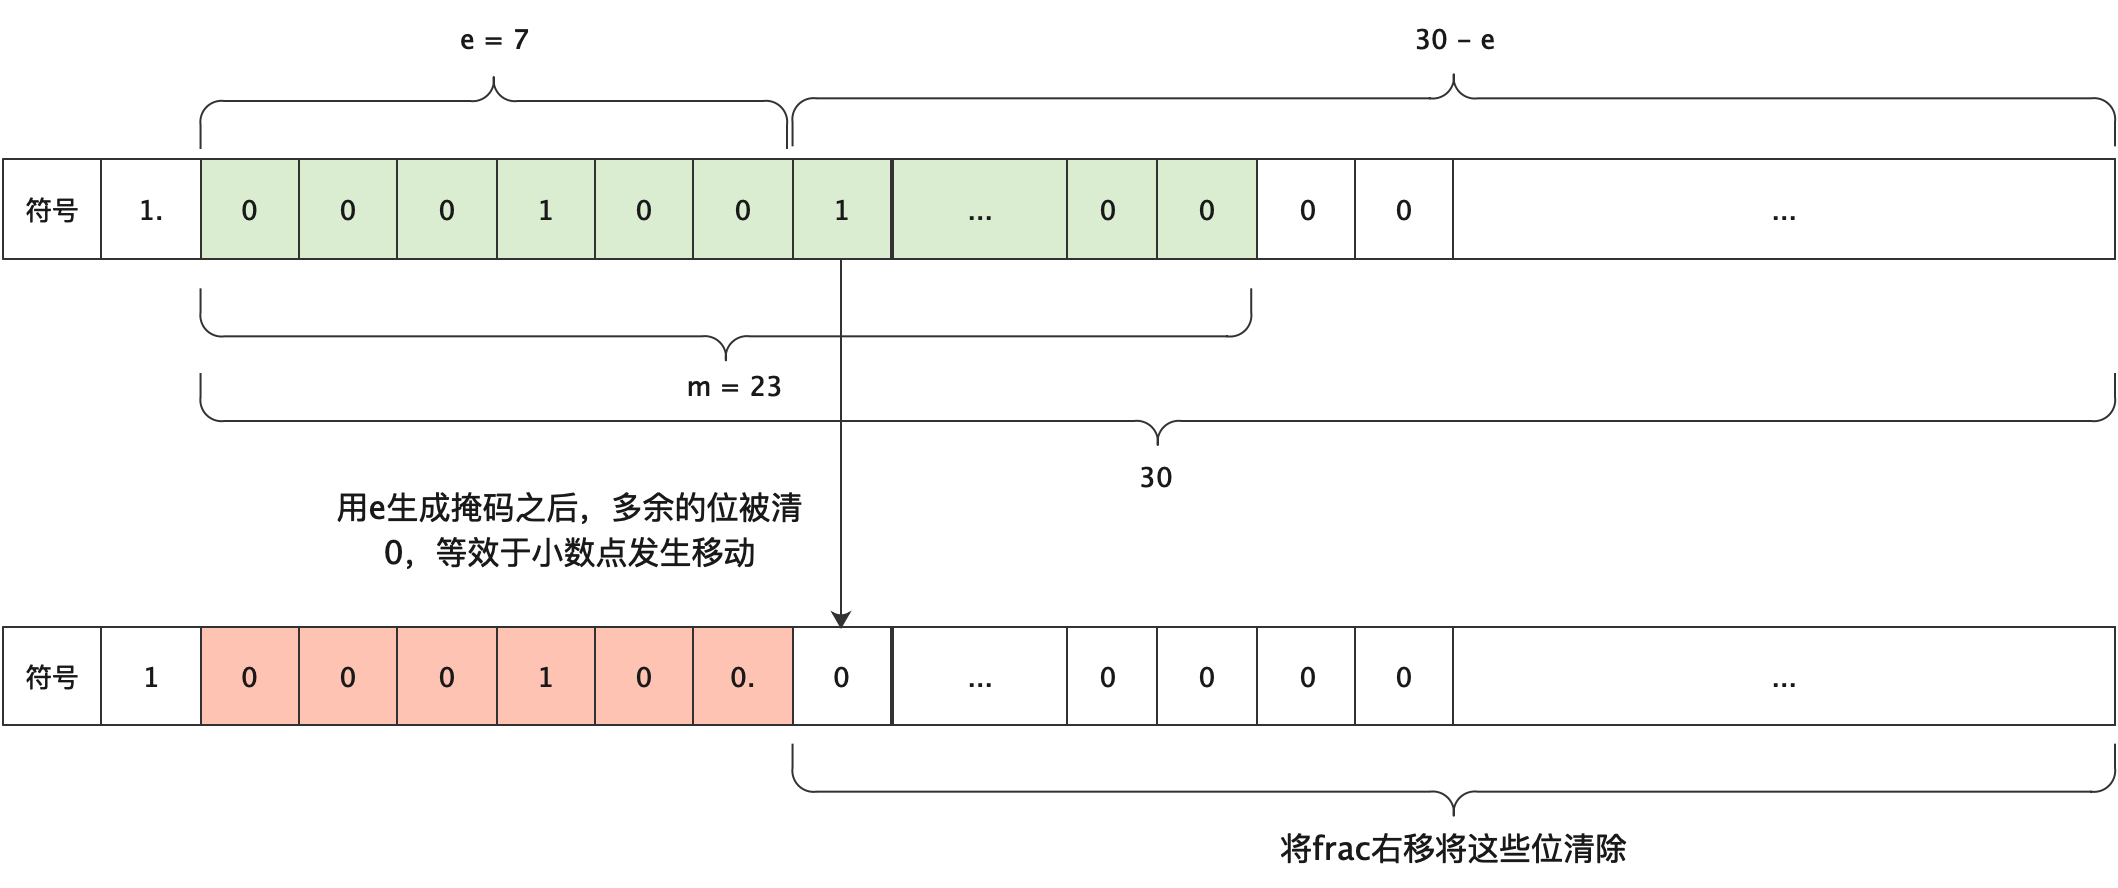 e = 7
30 - e
符号 1. 0 0 0 1 0 0 1 ... 0 0 0 0 ...
m = 23
30
用e生成掩码之后，多余的位被清
0，等效于小数点发生移动
符号 1 0 0 0 1 0 0. 0 ... 0 0 0 0 ...
将frac右移将这些位清除